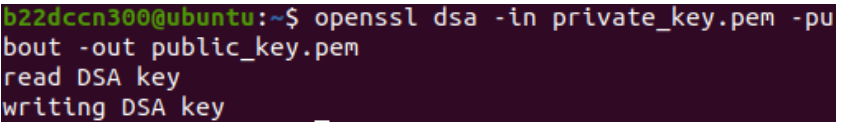 b22dccn300@ubuntu:~$ openssl dsa -in private_key.pem -pu
bout -out public_key.pem
read DSA key
writing DSA key